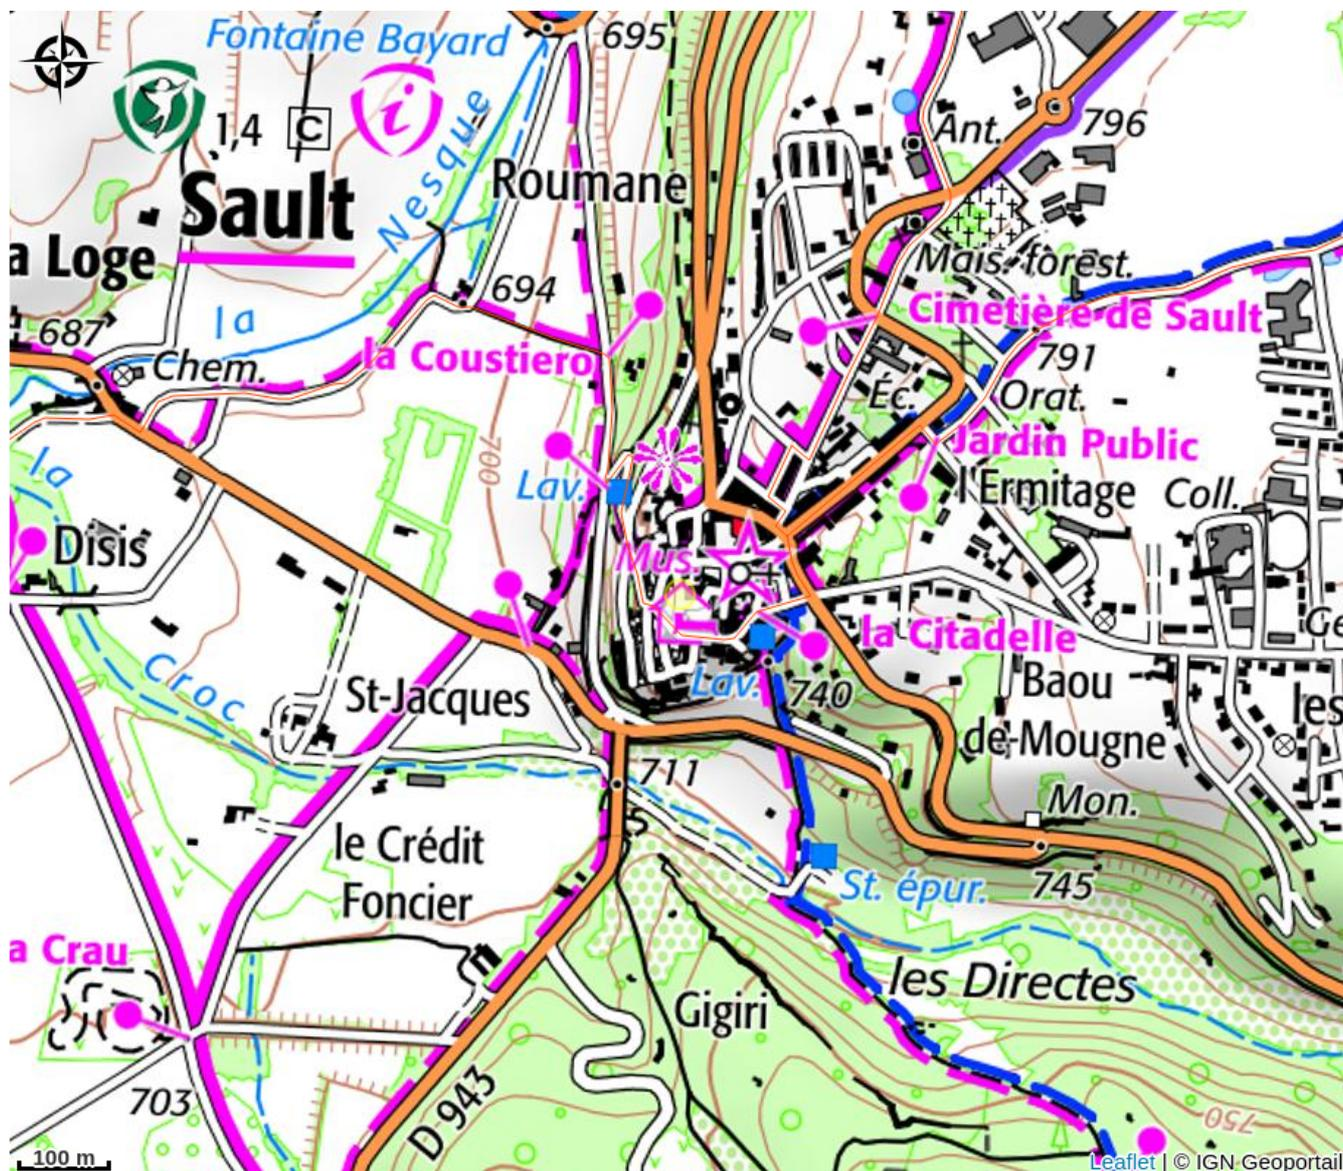 Fontaine Bayard
695
1,4
C
i
Ant.
796
Nesque
Roumane
Sault
a Loge
Mais. forest.
694
Cimetière de Sault
la
687
la Coustiero
791
Chem.
Éc.
Orat.
700
Jardin Public
la
Lav.
l'Ermitage
Coll.
Disis
Mus.
la Citadelle
Croc
St-Jacques
Lav.
740
Baou
de-Mougne
les
711
Mon.
le Crédit
Foncier
St. épur.
745
a Crau
les Directes
Gigiri
703
D 943
750
100 m
Leaflet | © IGN-Geoportail